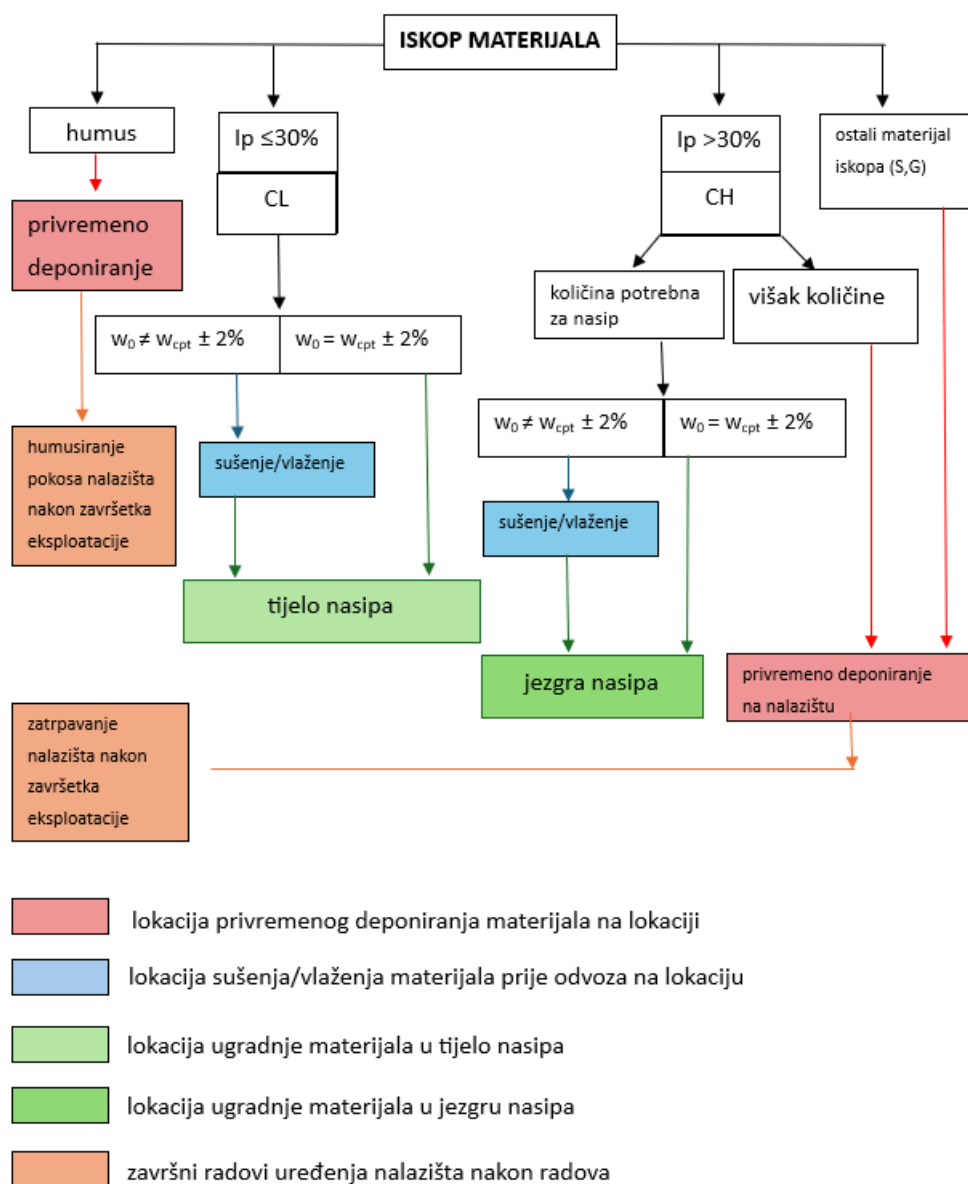 ISKOP MATERIJALA
humus
Ip ≤30%
CL
Ip >30%
CH
ostali materijal
iskopa (S,G)
privremeno
deponiranje
količina potrebna
za nasip
višak količine
w₀ ≠ wcpt ± 2%
w₀ = wcpt ± 2%
w₀ ≠ wcpt ± 2%
w₀ = wcpt ± 2%
humusiranje
pokosa nalazišta
nakon završetka
eksploatacije
sušenje/vlaženje
sušenje/vlaženje
tijelo nasipa
jezgra nasipa
privremeno deponiranje
na nalazištu
zatrpavanje
nalazišta nakon
završetka
eksploatacije
lokacija privremenog deponiranja materijala na lokaciji
lokacija sušenja/vlaženja materijala prije odvoza na lokaciju
lokacija ugradnje materijala u tijelo nasipa
lokacija ugradnje materijala u jezgru nasipa
završni radovi uređenja nalazišta nakon radova